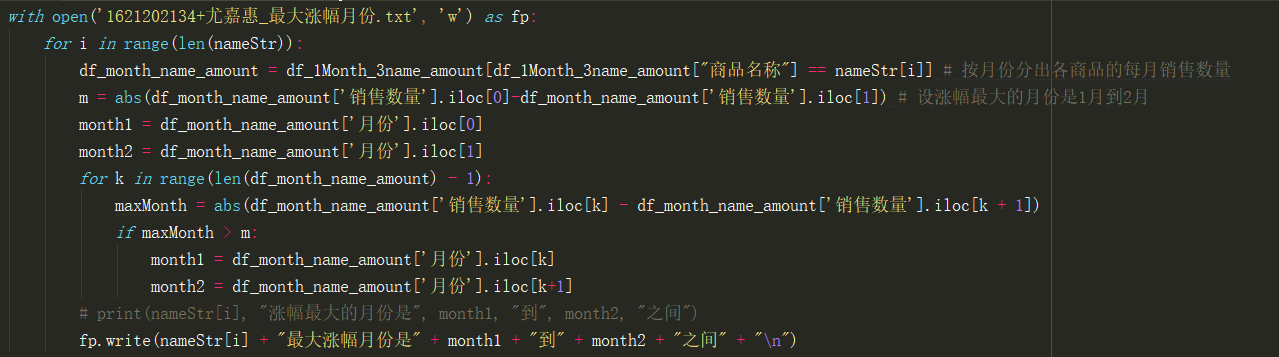 with open('1621202134+尤嘉惠_最大涨幅月份.txt', 'w') as fp:
for i in range(len(nameStr)):
df_month_name_amount = df_1Month_3name_amount[df_1Month_3name_amount["商品名称"] == nameStr[i]] # 按月份分出各商品的每月销售数量
m = abs(df_month_name_amount['销售数量'].iloc[0]-df_month_name_amount['销售数量'].iloc[1]) # 设涨幅最大的月份是1月到2月
month1 = df_month_name_amount['月份'].iloc[0]
month2 = df_month_name_amount['月份'].iloc[1]
for k in range(len(df_month_name_amount) - 1):
maxMonth = abs(df_month_name_amount['销售数量'].iloc[k] - df_month_name_amount['销售数量'].iloc[k + 1])
if maxMonth > m:
month1 = df_month_name_amount['月份'].iloc[k]
month2 = df_month_name_amount['月份'].iloc[k+1]
# print(nameStr[i], "涨幅最大的月份是", month1, "到", month2, "之间")
fp.write(nameStr[i] + "最大涨幅月份是" + month1 + "到" + month2 + "之间" + "\n")